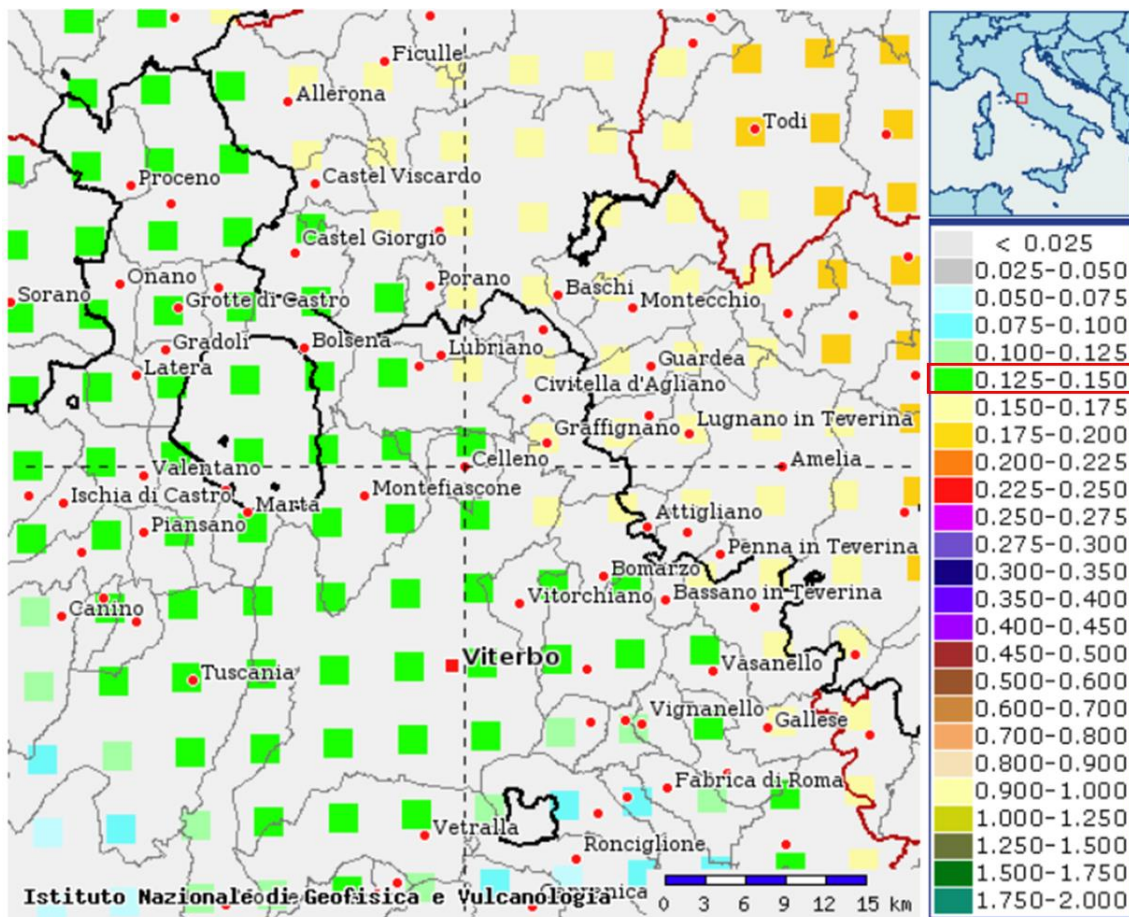 Ficulle
Allerona
Todi
Proceno
Castel Viscardo
Castel Giorgio
Onano
Porano
Sorano
Grotte di Castro
Baschi
Montecchio
Gradoli
Bolsena
Lubriano
Guardea
Latera
Civitella d'Agliano
Graffignano
Lugnano in Teverina
Valentano
Celleno
Amelia
Ischia di Castro
Marta
Montefiascone
Piansano
Attigliano
Penna in Teverina
Bomarzo
Canino
Vitorchiano
Bassano in Teverina
Viterbo
Tuscania
Vasanello
Vignanello
Gallese
Fabrica di Roma
Vetralla
Ronciglione
Istituto Nazionale di Geofisica e Vulcanologia
0 3 6 9 12 15 km
< 0.025
0.025-0.050
0.050-0.075
0.075-0.100
0.100-0.125
0.125-0.150
0.150-0.175
0.175-0.200
0.200-0.225
0.225-0.250
0.250-0.275
0.275-0.300
0.300-0.350
0.350-0.400
0.400-0.450
0.450-0.500
0.500-0.600
0.600-0.700
0.700-0.800
0.800-0.900
0.900-1.000
1.000-1.250
1.250-1.500
1.500-1.750
1.750-2.000